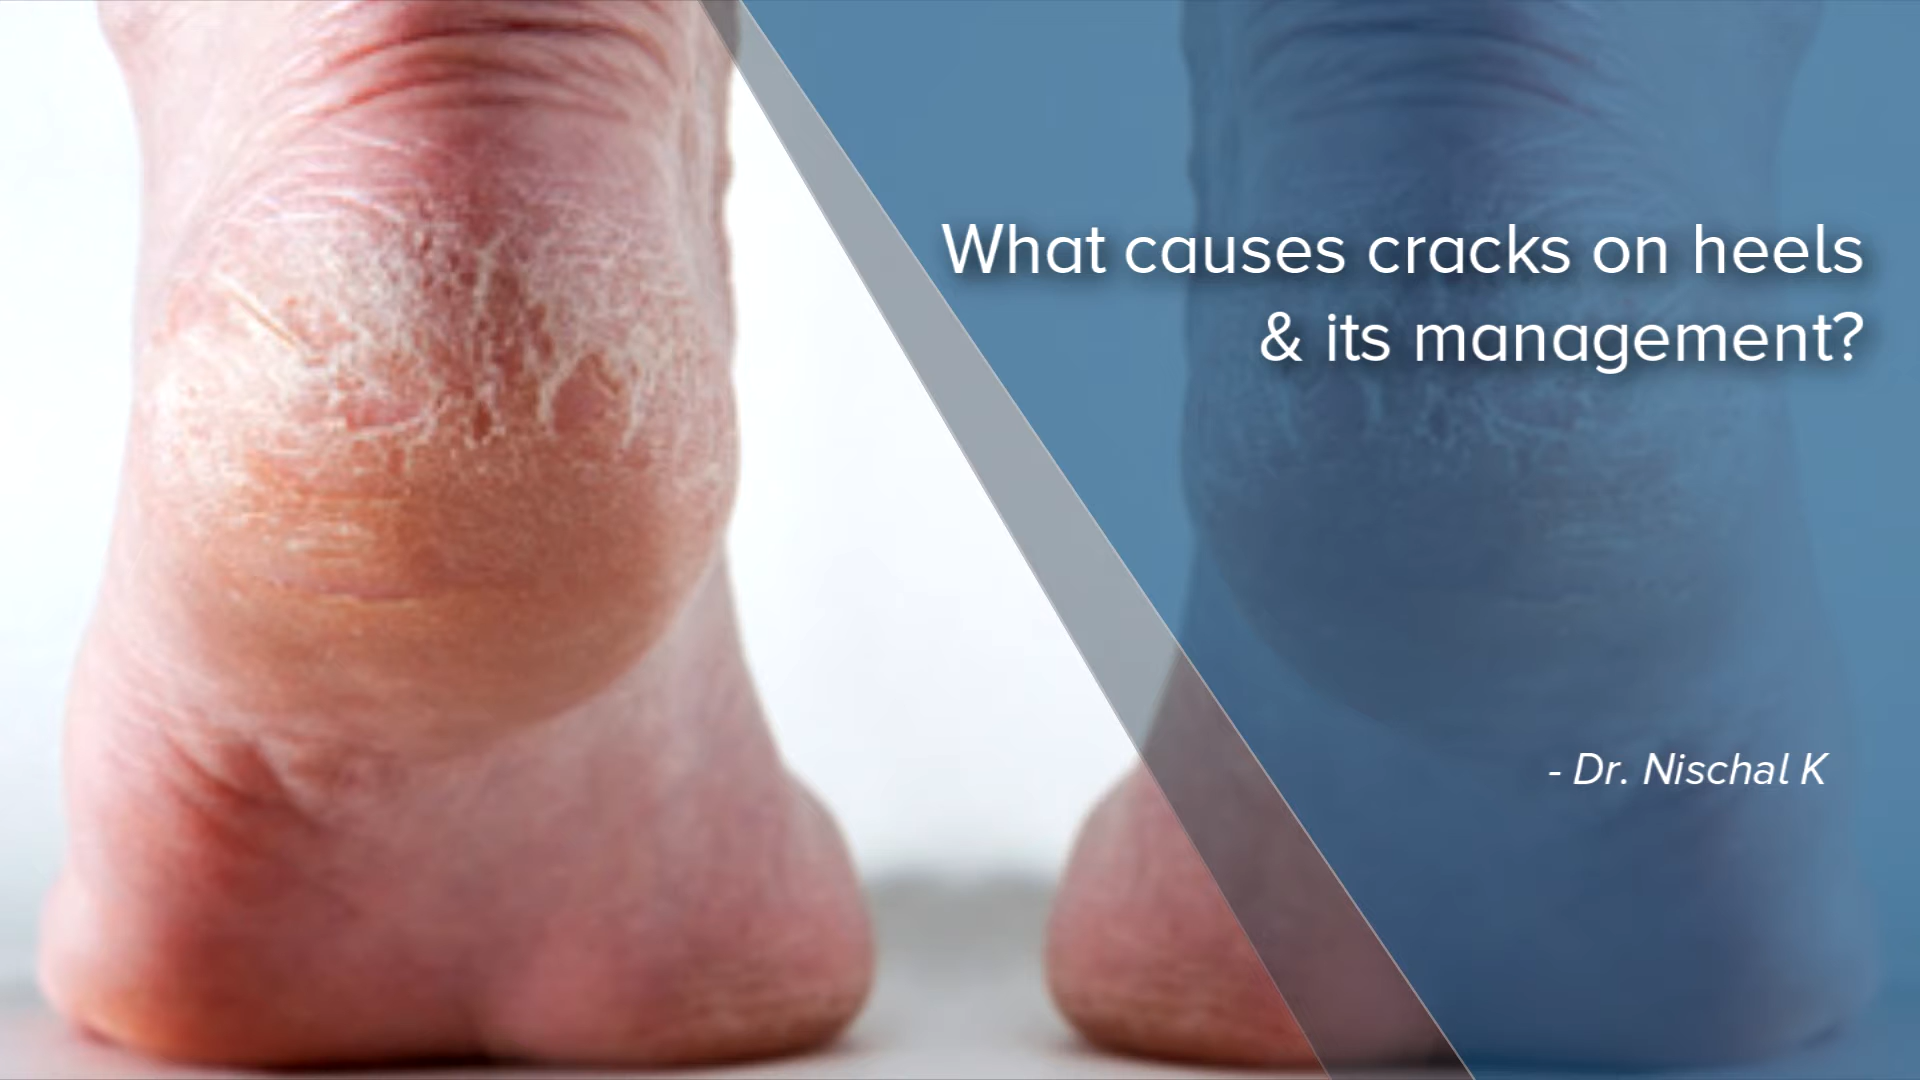 What causes cracks on heels
& its management?
- Dr. Nischal K